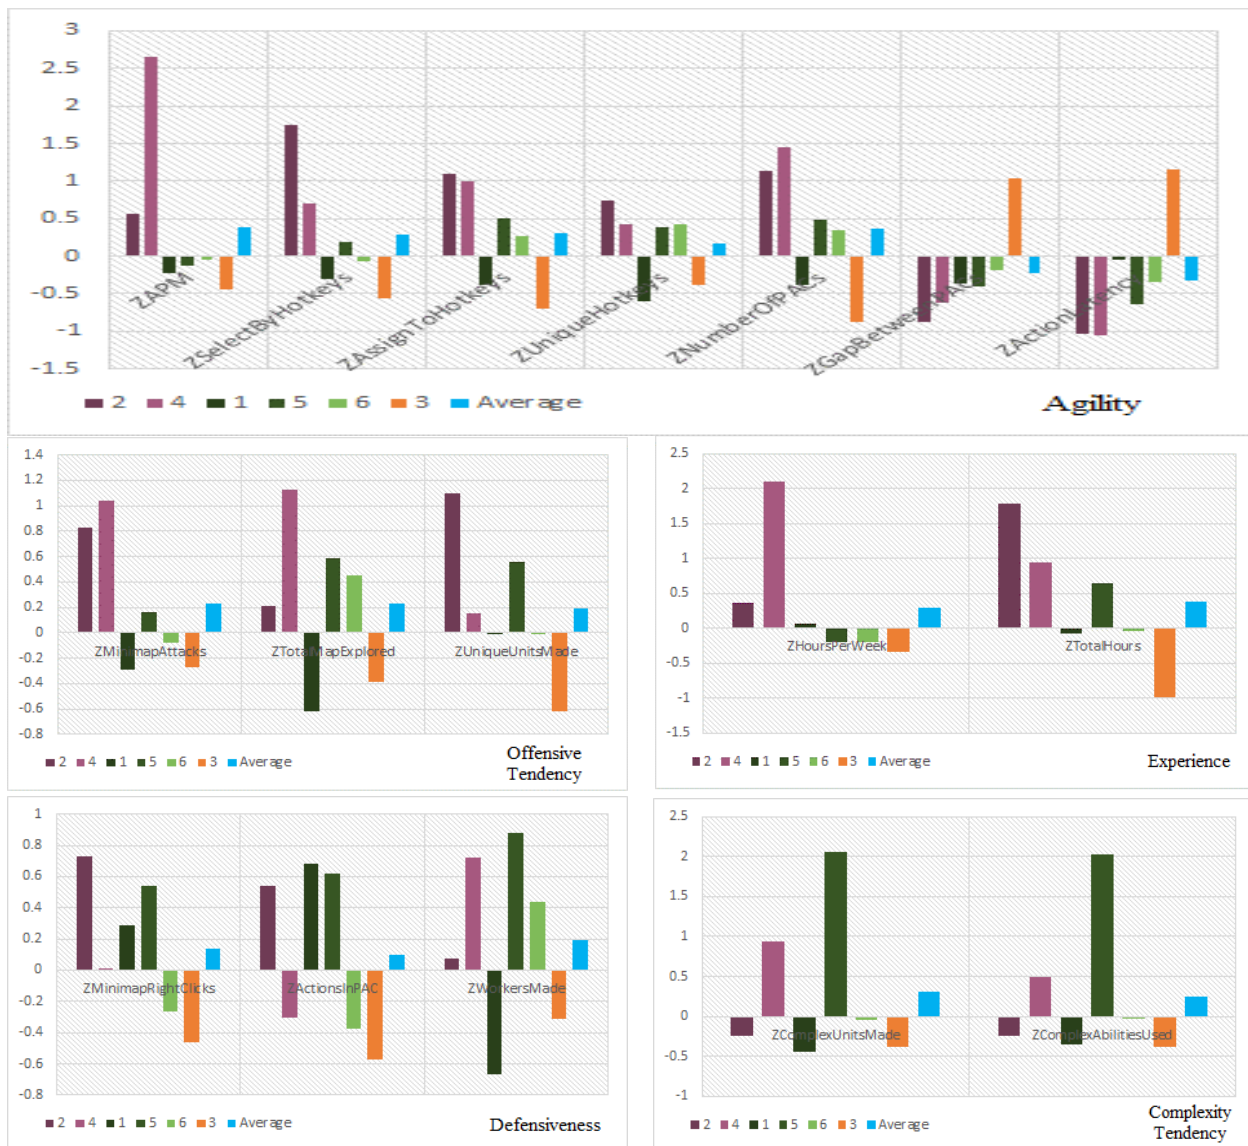 3
2.5
2
1.5
1
0.5
0
-0.5
-1
-1.5
ZAPM
ZSelectByHotkeys
ZAssignToHotkeys
ZUniqueHotkeys
ZNumberOfPACs
ZGapBetweenPACs
ZActionLatency
2 4 1 5 6 3 Average
Agility
1.4
1.2
1
0.8
0.6
0.4
0.2
0
-0.2
-0.4
-0.6
-0.8
ZMinimapAttacks ZTotalMapExplored ZUniqueUnitsMade
2 4 1 5 6 3 Average
Offensive
Tendency
2.5
2
1.5
1
0.5
0
-0.5
-1
-1.5
ZHoursPerWeek ZTotalHours
2 4 1 5 6 3 Average
Experience
1
0.8
0.6
0.4
0.2
0
-0.2
-0.4
-0.6
-0.8
ZMinimapRightClicks ZActionsInPAC ZWorkersMade
2 4 1 5 6 3 Average
Defensiveness
2.5
2
1.5
1
0.5
0
-0.5
-1
ZComplexUnitsMade ZComplexAbilitiesUsed
2 4 1 5 6 3 Average
Complexity
Tendency